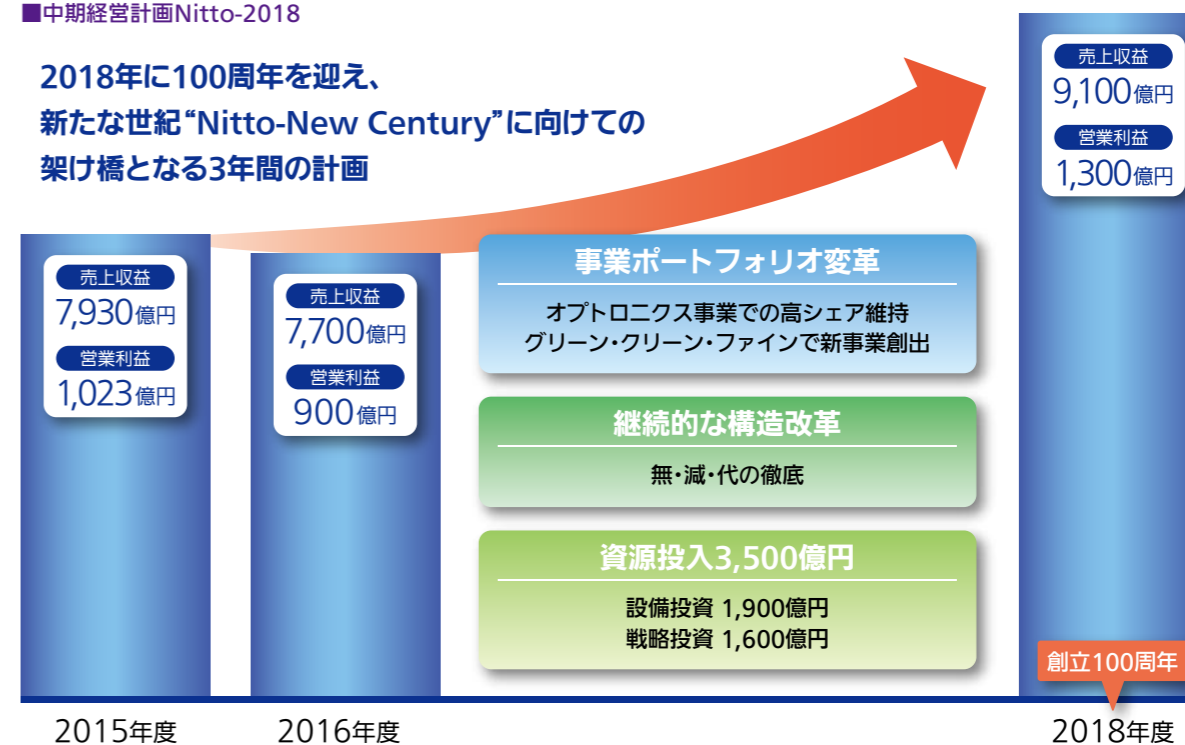 ■中期経営計画Nitto-2018
2018年に100周年を迎え、
新たな世紀“Nitto-New Century”に向けての
架け橋となる3年間の計画
売上収益
7,930億円
営業利益
1,023億円
2015年度
売上収益
7,700億円
営業利益
900億円
2016年度
事業ポートフォリオ変革
オプトロニクス事業での高シェア維持
グリーン・クリーン・ファインで新事業創出
継続的な構造改革
無・減・代の徹底
資源投入3,500億円
設備投資 1,900億円
戦略投資 1,600億円
売上収益
9,100億円
営業利益
1,300億円
創立100周年
2018年度